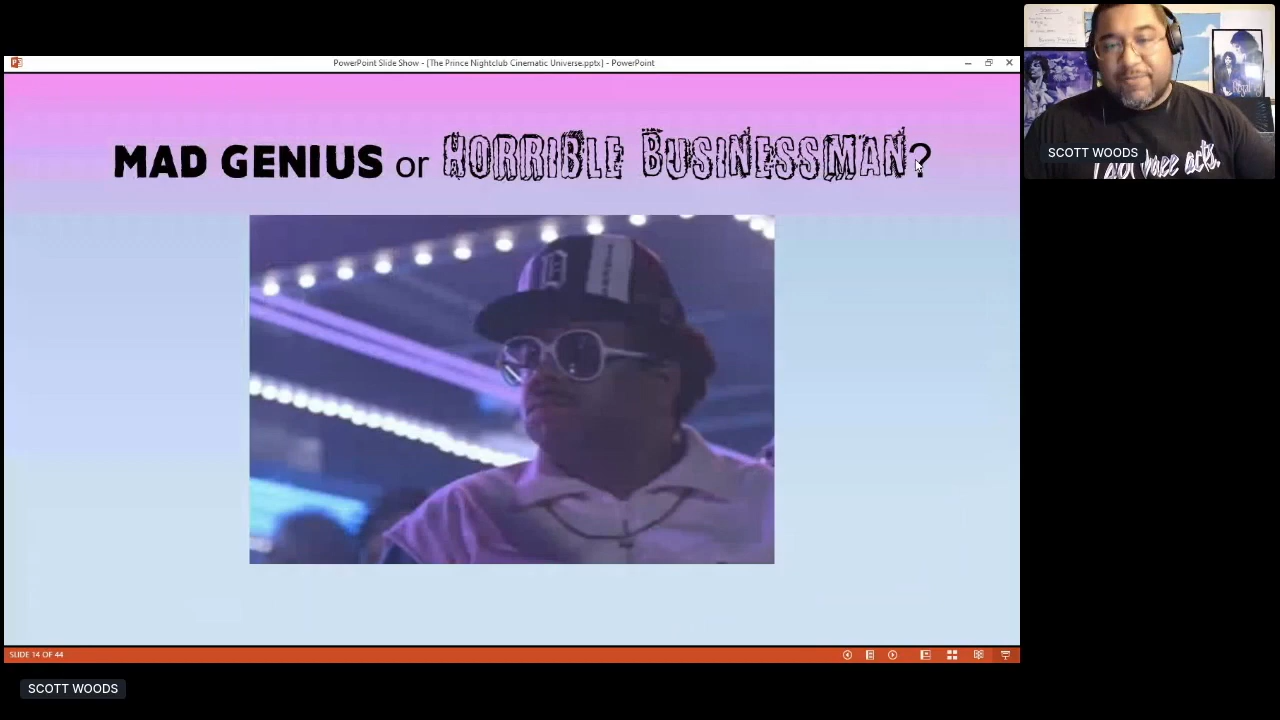 PowerPoint Slide Show - [The Prince Nightclub Cinematic Universe.pptx] - PowerPoint
MAD GENIUS or HORRIBLE BUSINESSMAN?
SCOTT WOODS
SLIDE 14 OF 44
SCOTT WOODS